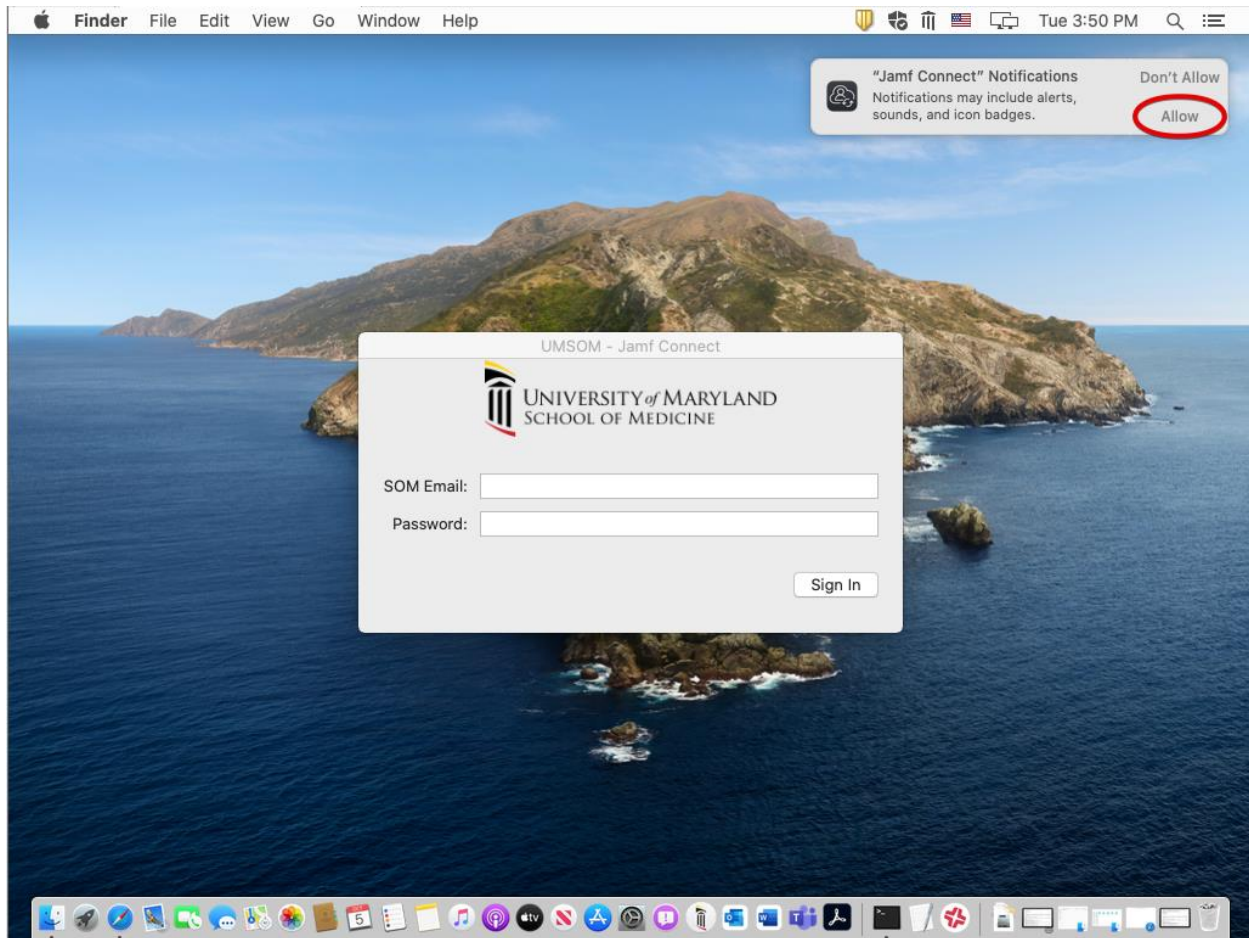 Finder File Edit View Go Window Help Tue 3:50 PM
"Jamf Connect" Notifications
Don't Allow
Notifications may include alerts,
sounds, and icon badges.
Allow
UMSOM - Jamf Connect
UNIVERSITY of MARYLAND
SCHOOL OF MEDICINE
SOM Email:
Password:
Sign In
5
tv